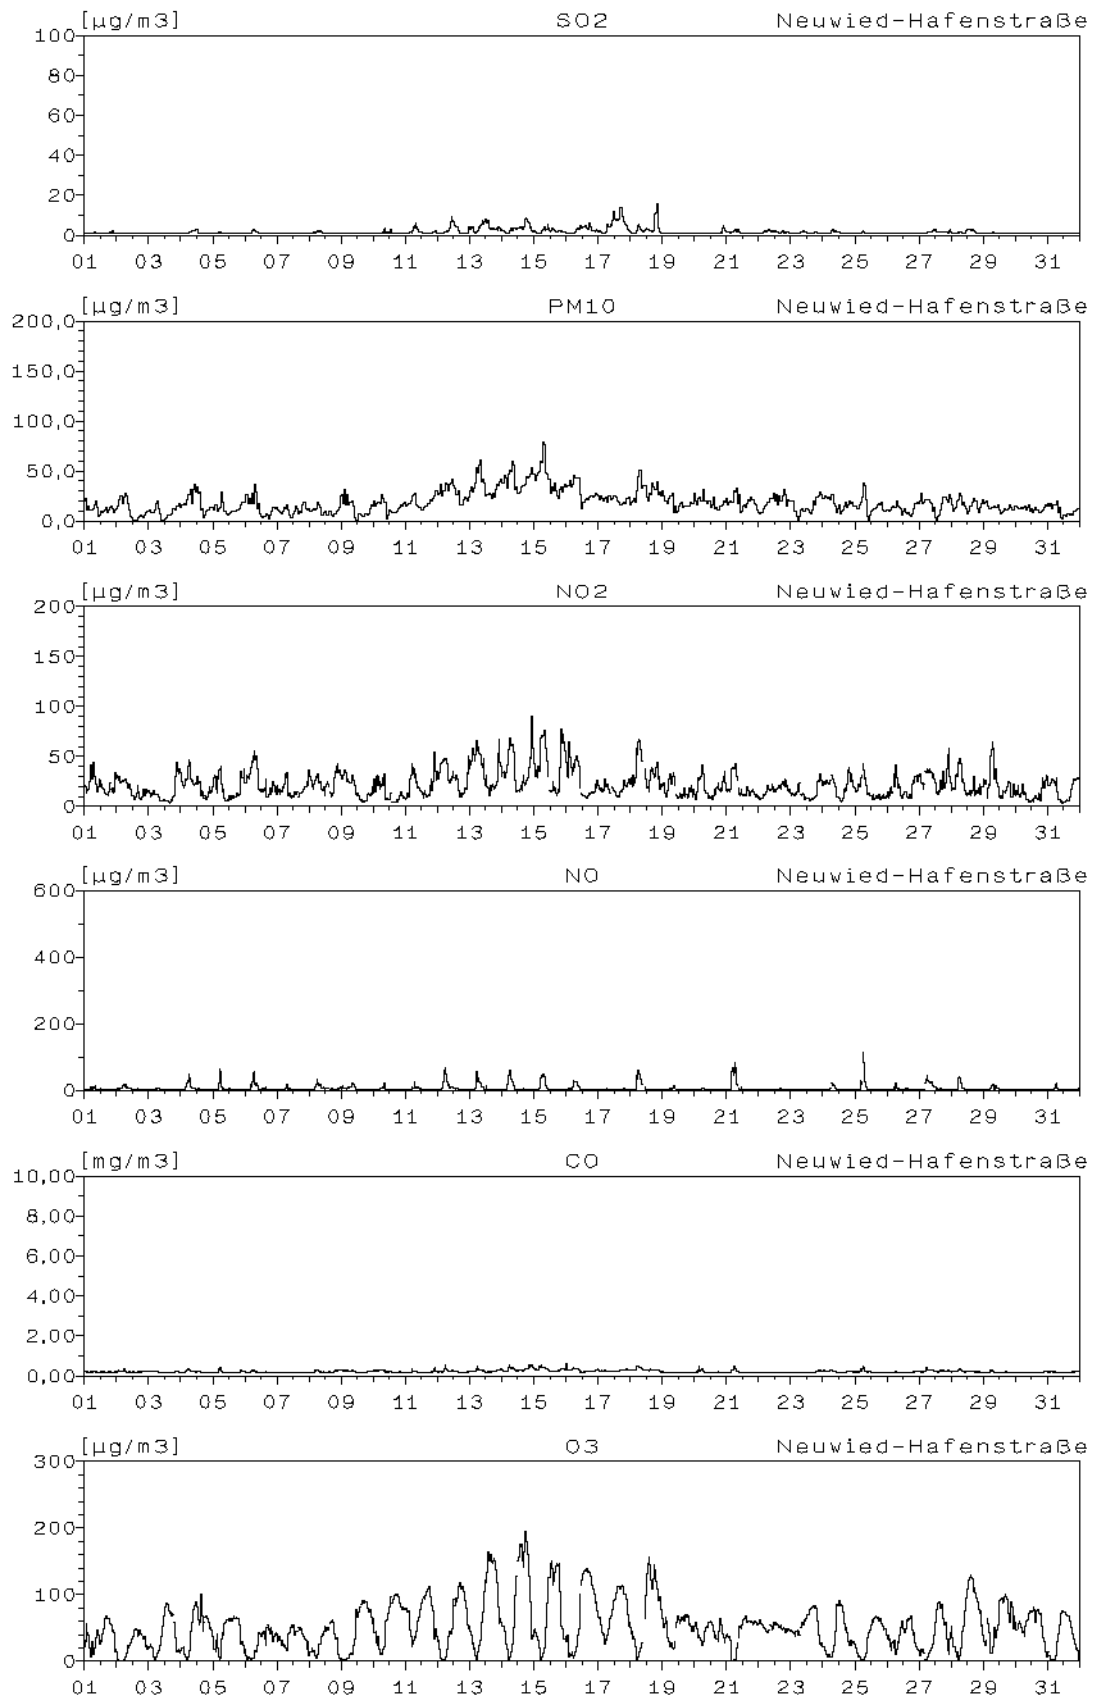 [µg/m3] SO2 Neuwied-Hafenstraße
100
80
60
40
20
0
01 03 05 07 09 11 13 15 17 19 21 23 25 27 29 31
[µg/m3] PM10 Neuwied-Hafenstraße
200,0
150,0
100,0
50,0
0,0
01 03 05 07 09 11 13 15 17 19 21 23 25 27 29 31
[µg/m3] NO2 Neuwied-Hafenstraße
200
150
100
50
0
01 03 05 07 09 11 13 15 17 19 21 23 25 27 29 31
[µg/m3] NO Neuwied-Hafenstraße
600
400
200
0
01 03 05 07 09 11 13 15 17 19 21 23 25 27 29 31
[mg/m3] CO Neuwied-Hafenstraße
10,00
8,00
6,00
4,00
2,00
0,00
01 03 05 07 09 11 13 15 17 19 21 23 25 27 29 31
[µg/m3] O3 Neuwied-Hafenstraße
300
200
100
0
01 03 05 07 09 11 13 15 17 19 21 23 25 27 29 31